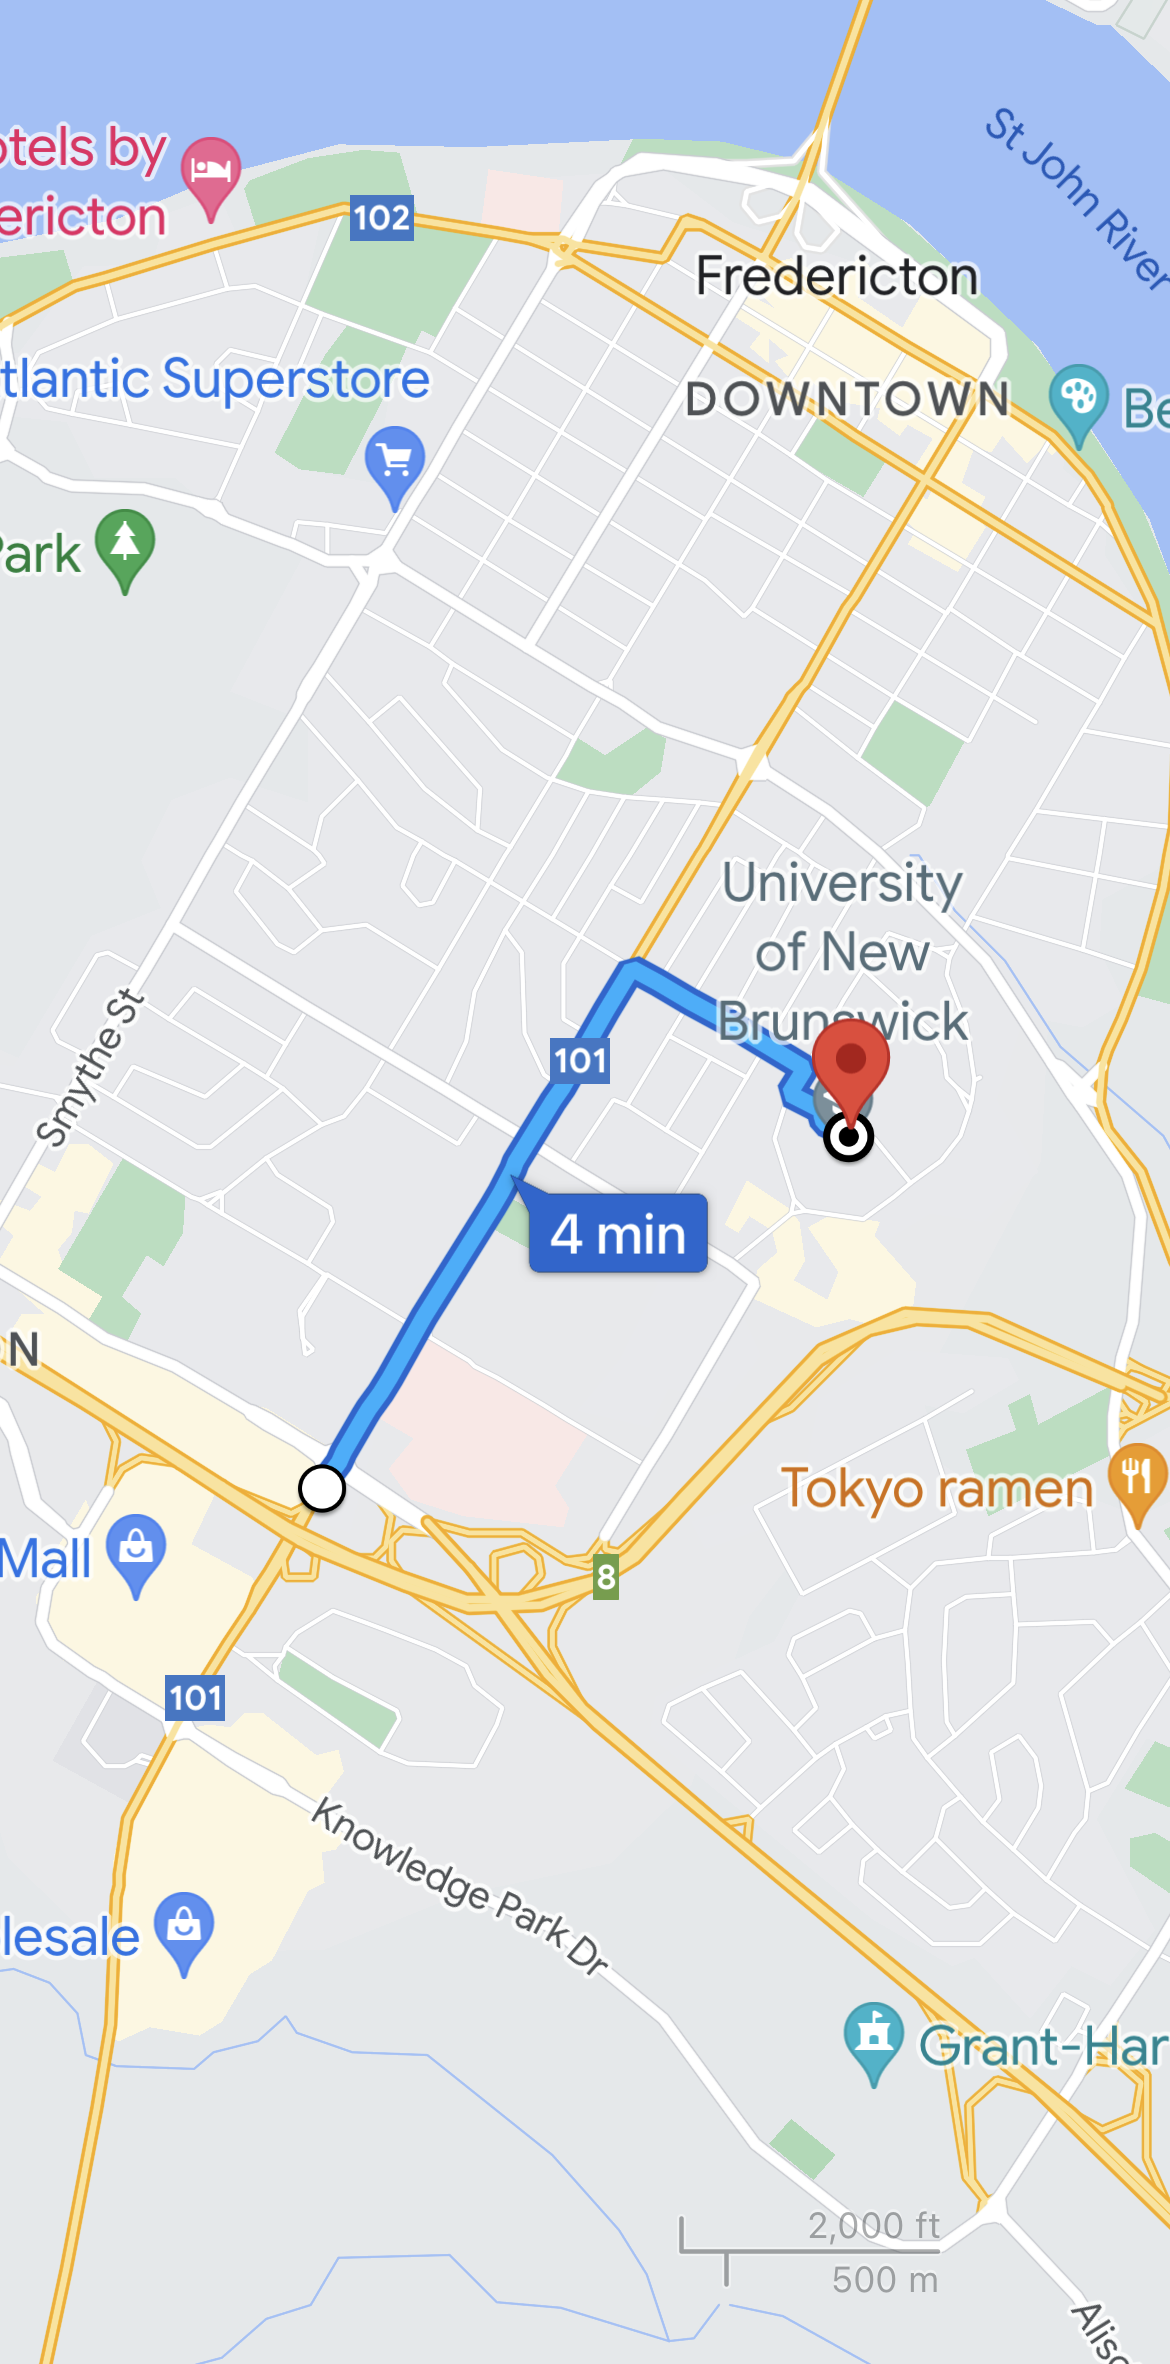 otels by
ericton
102
St John River
Fredericton
tlantic Superstore
DOWNTOWN
Be
Park
University
of New
Brunswick
101
Smythe St
4 min
N
Tokyo ramen
Mall
8
101
Knowledge Park Dr
lesale
Grant-Har
2,000 ft
500 m
Aliso